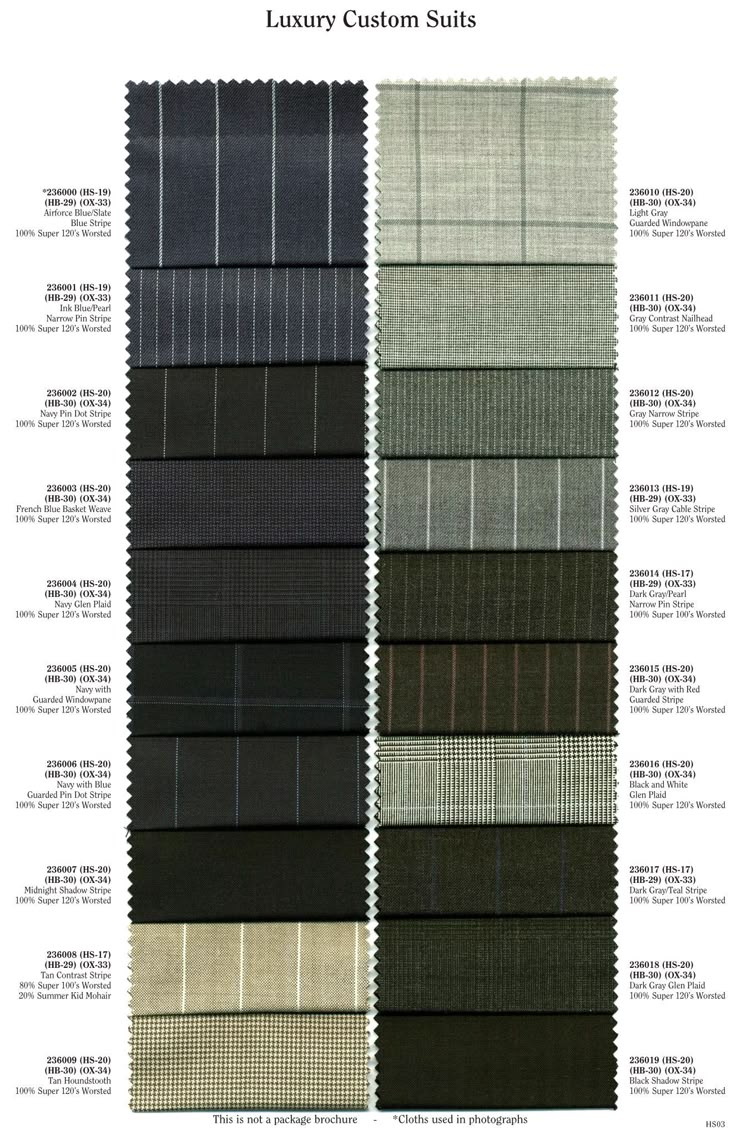 Luxury Custom Suits
*236000 (HS-19)
(HB-29) (OX-33)
Airforce Blue/Slate
Blue Stripe
100% Super 120's Worsted
236001 (HS-19)
(HB-29) (OX-33)
Ink Blue/Pearl
Narrow Pin Stripe
100% Super 120's Worsted
236002 (HS-20)
(HB-30) (OX-34)
Navy Pin Dot Stripe
100% Super 120's Worsted
236003 (HS-20)
(HB-30) (OX-34)
French Blue Basket Weave
100% Super 120's Worsted
236004 (HS-20)
(HB-30) (OX-34)
Navy Glen Plaid
100% Super 120's Worsted
236005 (HS-20)
(HB-30) (OX-34)
Navy with
Guarded Windowpane
100% Super 120's Worsted
236006 (HS-20)
(HB-30) (OX-34)
Navy with Blue
Guarded Pin Dot Stripe
100% Super 120's Worsted
236007 (HS-20)
(HB-30) (OX-34)
Midnight Shadow Stripe
100% Super 120's Worsted
236008 (HS-17)
(HB-29) (OX-33)
Tan Contrast Stripe
80% Super 100's Worsted
20% Summer Kid Mohair
236009 (HS-20)
(HB-30) (OX-34)
Tan Houndstooth
100% Super 120's Worsted
236010 (HS-20)
(HB-30) (OX-34)
Light Gray
Guarded Windowpane
100% Super 120's Worsted
236011 (HS-20)
(HB-30) (OX-34)
Gray Contrast Nailhead
100% Super 120's Worsted
236012 (HS-20)
(HB-30) (OX-34)
Gray Narrow Stripe
100% Super 120's Worsted
236013 (HS-19)
(HB-29) (OX-33)
Silver Gray Cable Stripe
100% Super 120's Worsted
236014 (HS-17)
(HB-29) (OX-33)
Dark Gray/Pearl
Narrow Pin Stripe
100% Super 100's Worsted
236015 (HS-20)
(HB-30) (OX-34)
Dark Gray with Red
Guarded Stripe
100% Super 120's Worsted
236016 (HS-20)
(HB-30) (OX-34)
Black and White
Glen Plaid
100% Super 120's Worsted
236017 (HS-17)
(HB-29) (OX-33)
Dark Gray/Teal Stripe
100% Super 100's Worsted
236018 (HS-20)
(HB-30) (OX-34)
Dark Gray Glen Plaid
100% Super 120's Worsted
236019 (HS-20)
(HB-30) (OX-34)
Black Shadow Stripe
100% Super 120's Worsted
This is not a package brochure - *Cloths used in photographs
HS03